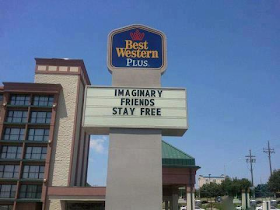 Best
Western
PLUS
IMAGINARY
FRIENDS
STAY FREE